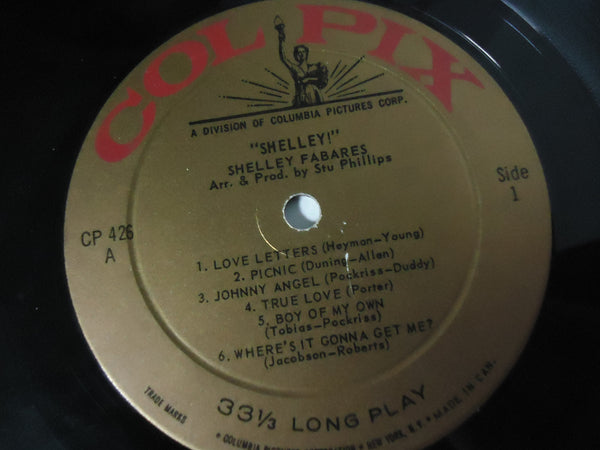 COLPIX
A DIVISION OF COLUMBIA PICTURES CORP.
"SHELLEY!"
SHELLEY FABARES
Arr. & Prod. by Stu Phillips
CP 426
A
Side
1
1. LOVE LETTERS (Heyman-Young)
2. PICNIC (Duning-Allen)
3. JOHNNY ANGEL (Pockriss-Duddy)
4. TRUE LOVE (Porter)
5. BOY OF MY OWN
(Tobias-Pockriss)
6. WHERE'S IT GONNA GET ME?
(Jacobson-Roberts)
33⅓ LONG PLAY
TRADE MARKS
* COLUMBIA * NEW YORK, N.Y. * MADE IN CAN.